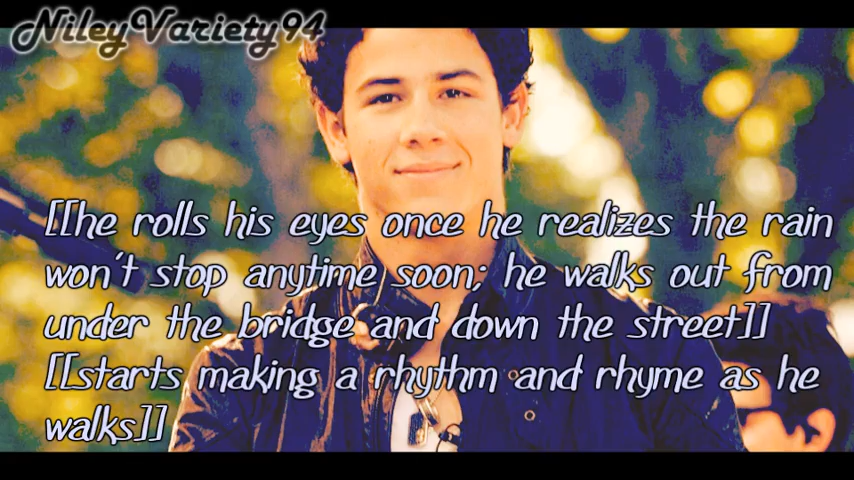 NileyVariety94
[[he rolls his eyes once he realizes the rain
won't stop anytime soon; he walks out from
under the bridge and down the street]]
[[starts making a rhythm and rhyme as he
walks]]